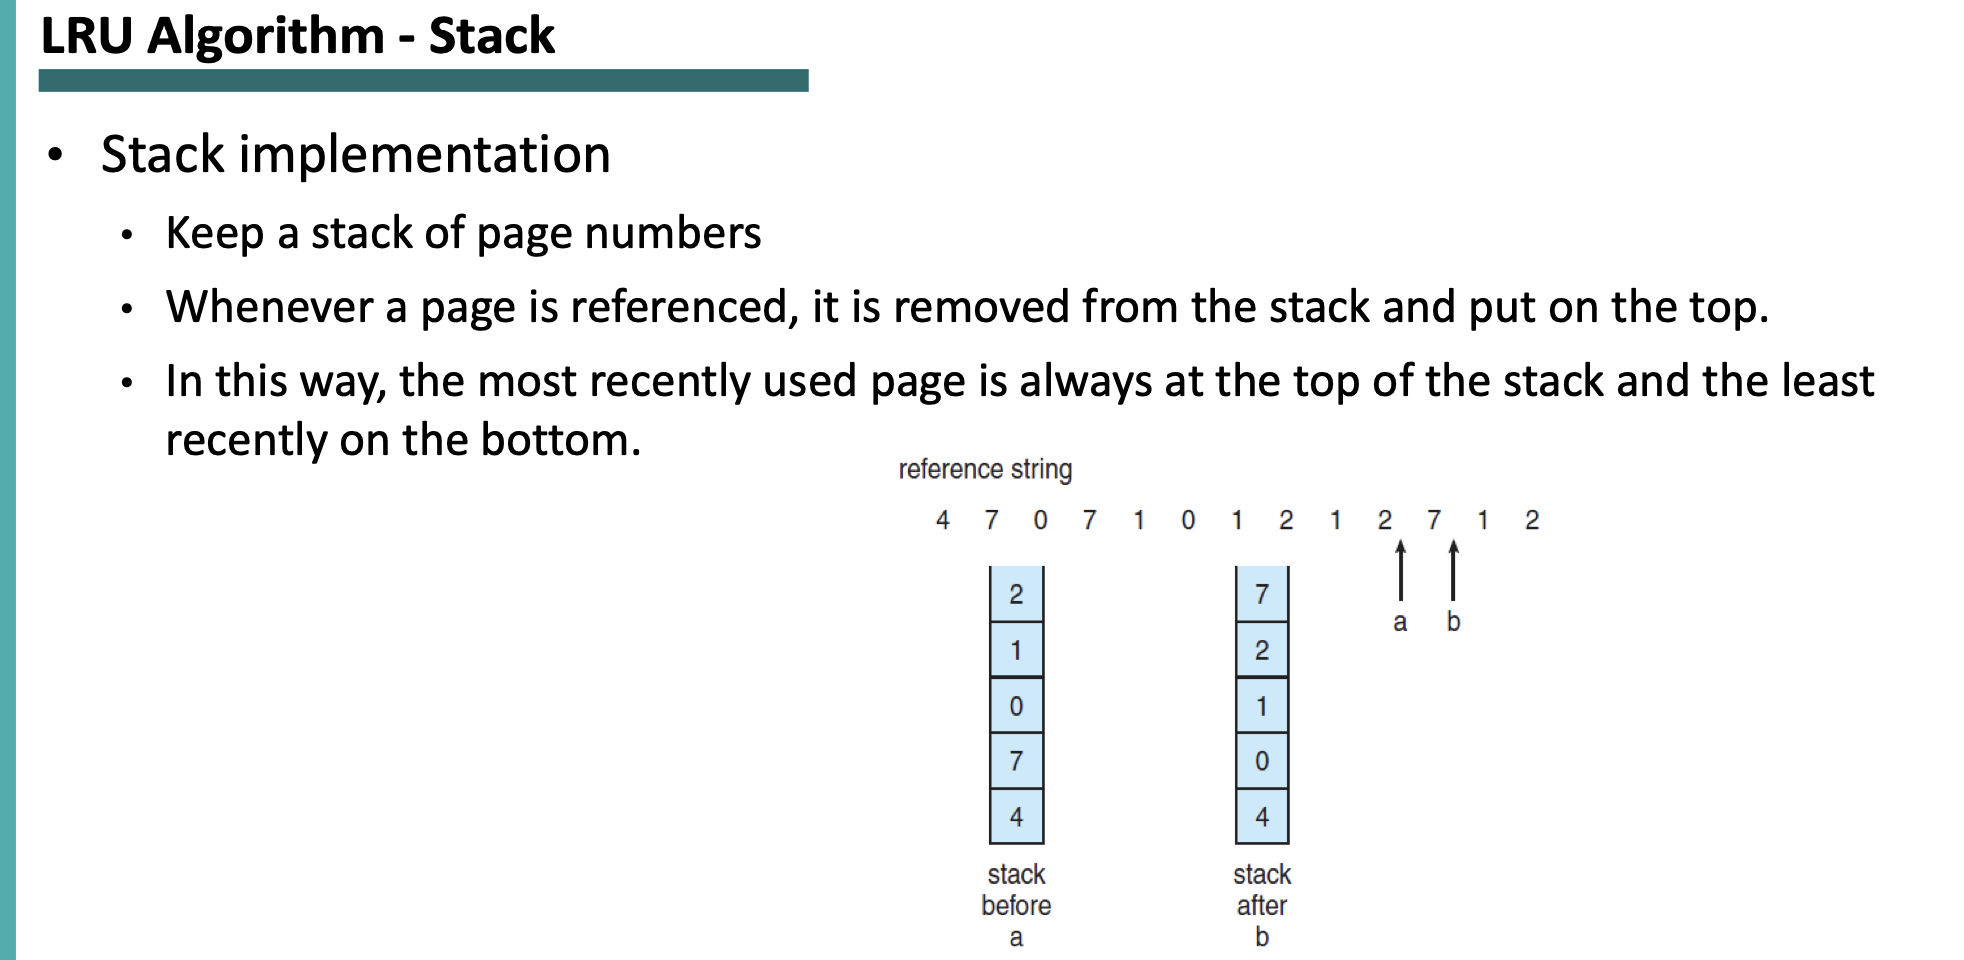 LRU Algorithm - Stack
• Stack implementation
• Keep a stack of page numbers
• Whenever a page is referenced, it is removed from the stack and put on the top.
• In this way, the most recently used page is always at the top of the stack and the least
recently on the bottom.
reference string
4 7 0 7 1 0 1 2 1 2 7 1 2
a b
2
1
0
7
4
stack
before
a
7
2
1
0
4
stack
after
b